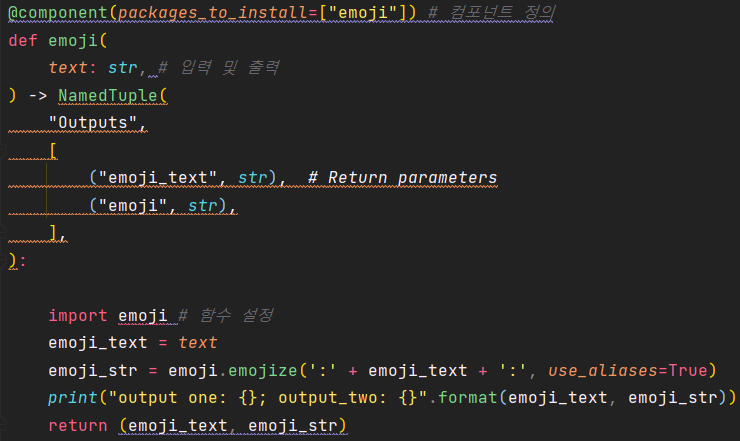 @component(packages_to_install=["emoji"]) # 컴포넌트 정의
def emoji(
    text: str, # 입력 및 출력
) -> NamedTuple(
    "Outputs",
    [
        ("emoji_text", str),  # Return parameters
        ("emoji", str),
    ],
):

    import emoji # 함수 설정
    emoji_text = text
    emoji_str = emoji.emojize(':' + emoji_text + ':', use_aliases=True)
    print("output one: {}; output_two: {}".format(emoji_text, emoji_str))
    return (emoji_text, emoji_str)